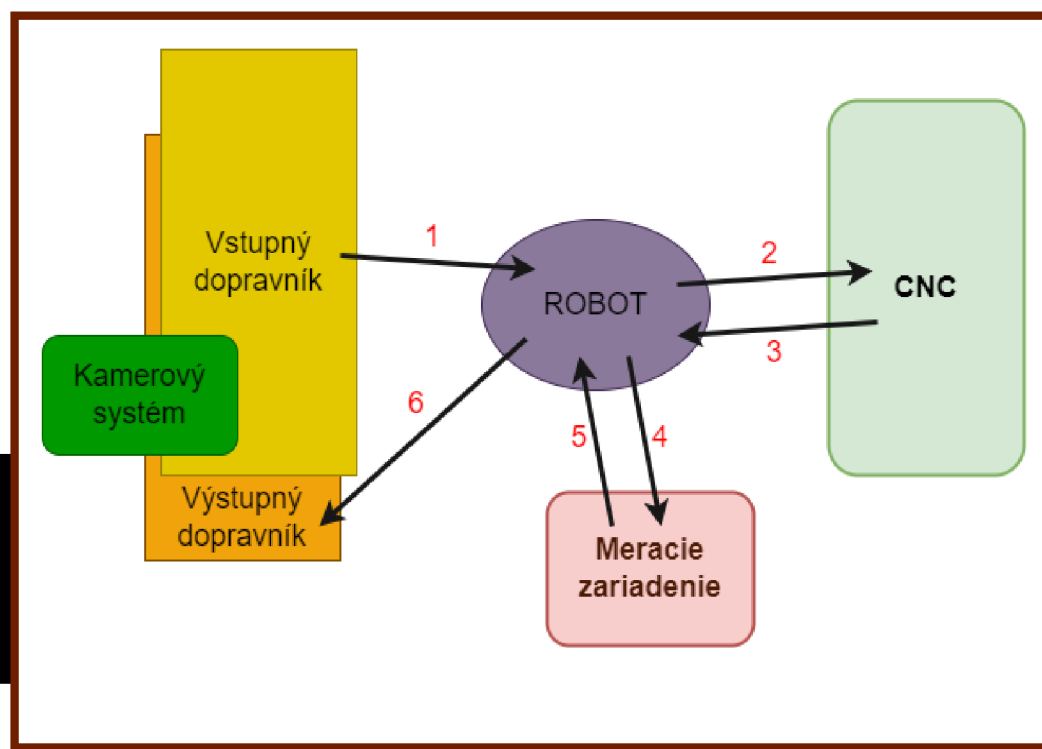 Vstupný
dopravník
1
ROBOT
2
CNC
3
Kamerový
systém
6
5
4
Výstupný
dopravník
Meracie
zariadenie